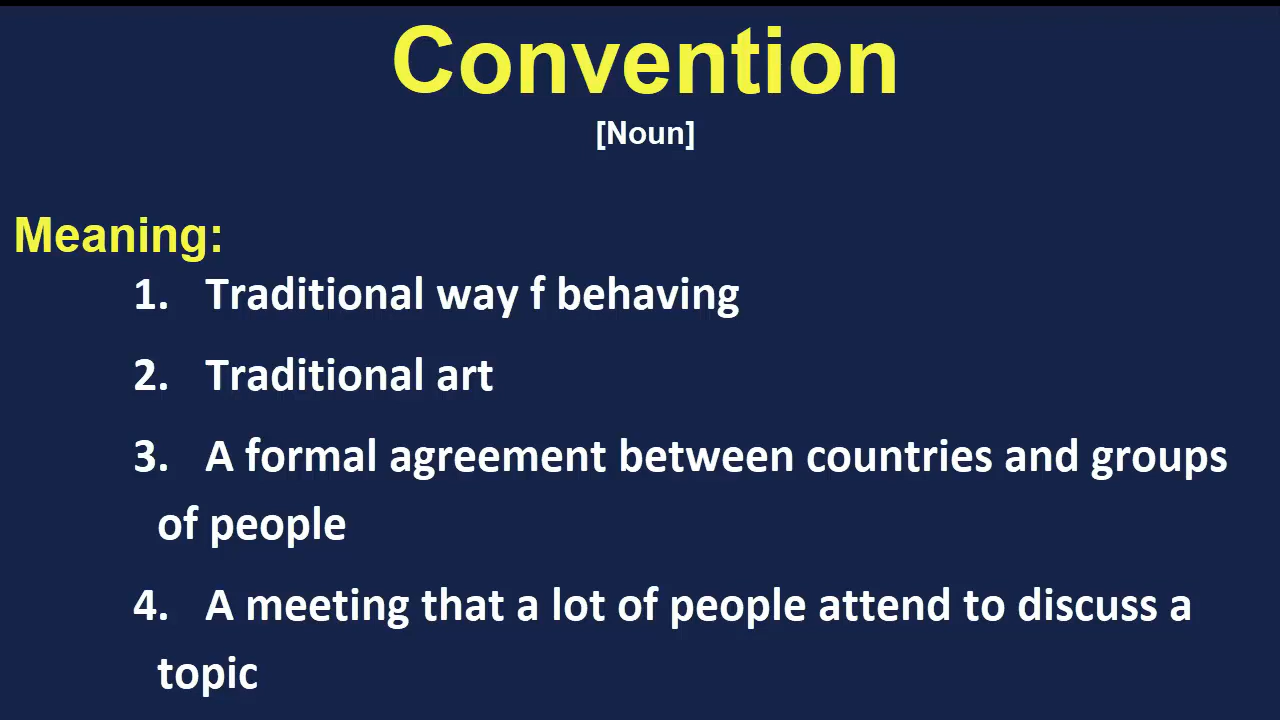 Convention
[Noun]
Meaning:
1. Traditional way f behaving
2. Traditional art
3. A formal agreement between countries and groups
of people
4. A meeting that a lot of people attend to discuss a
topic